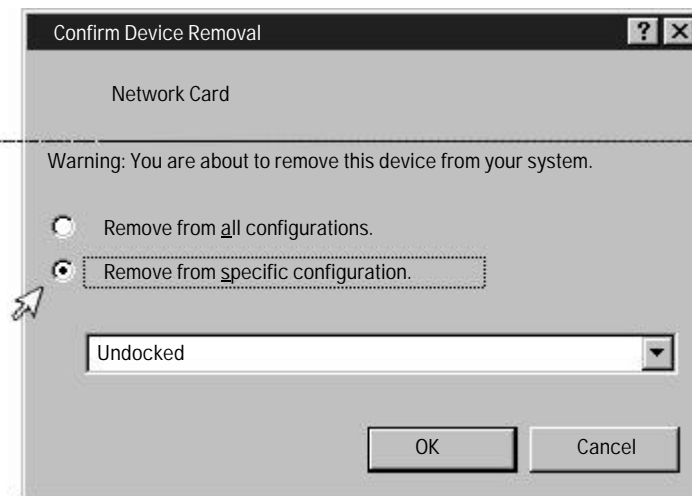 Confirm Device Removal
Network Card
Warning: You are about to remove this device from your system.
Remove from all configurations.
Remove from specific configuration.
Undocked
OK Cancel